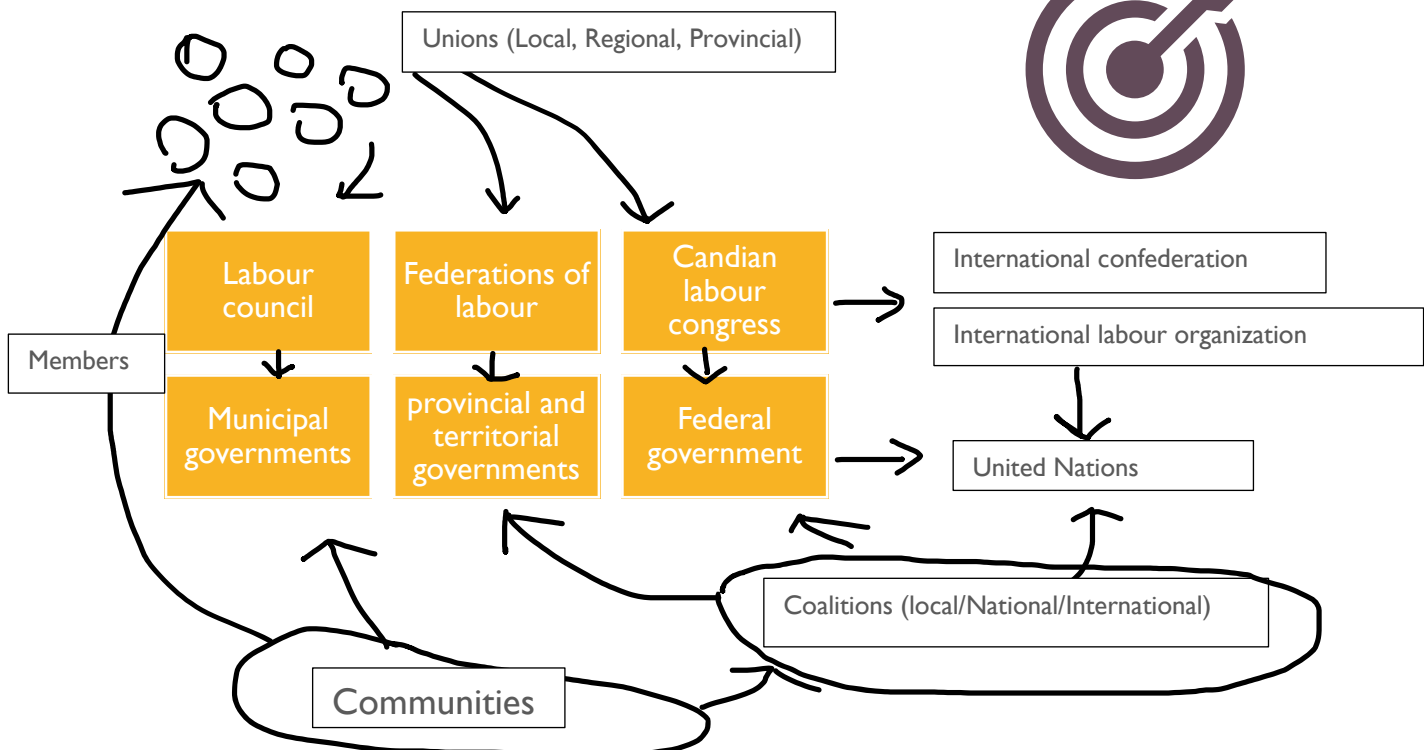 Unions (Local, Regional, Provincial)
Labour
council
Federations of
labour
Candian
labour
congress
International confederation
International labour organization
Members
Municipal
governments
provincial and
territorial
governments
Federal
government
United Nations
Coalitions (local/National/International)
Communities